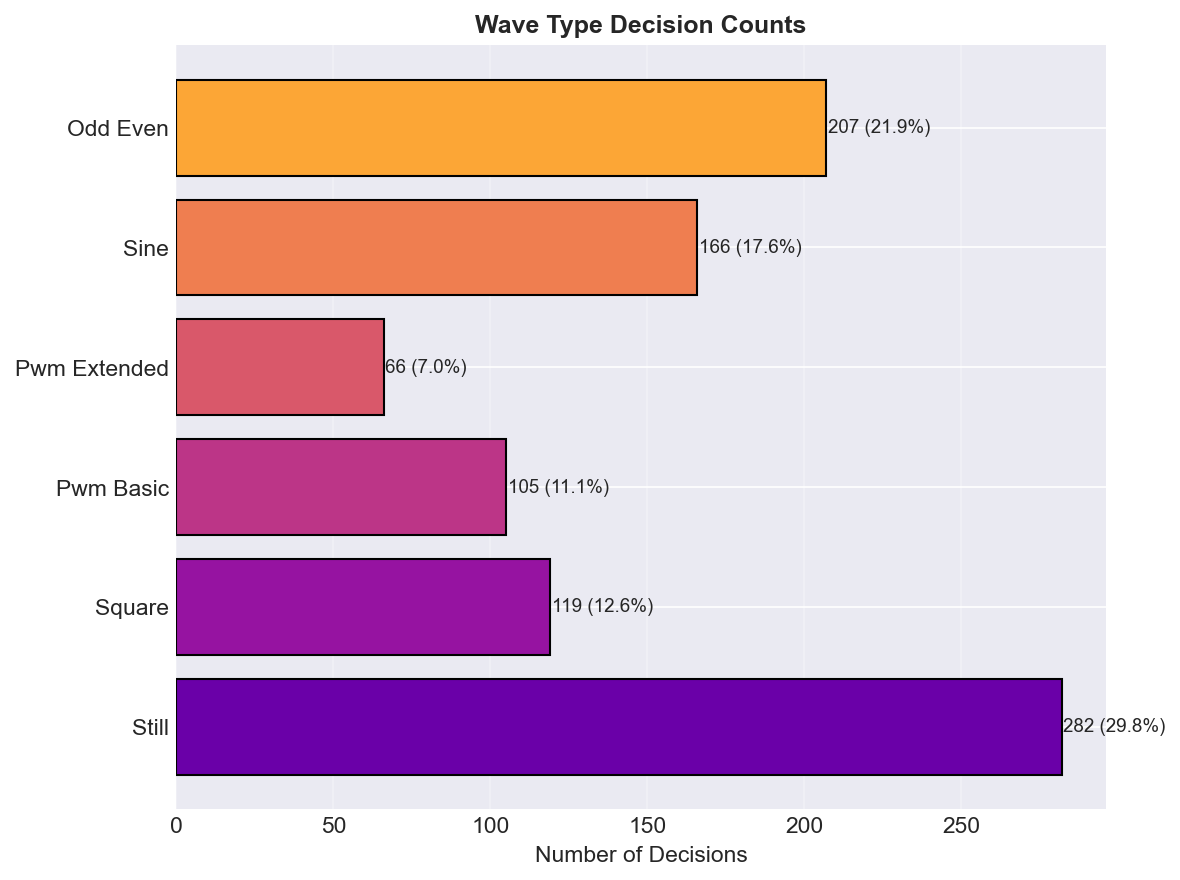 Wave Type Decision Counts
Odd Even
207 (21.9%)
Sine
166 (17.6%)
Pwm Extended
66 (7.0%)
Pwm Basic
105 (11.1%)
Square
119 (12.6%)
Still
282 (29.8%)
0 50 100 150 200 250
Number of Decisions